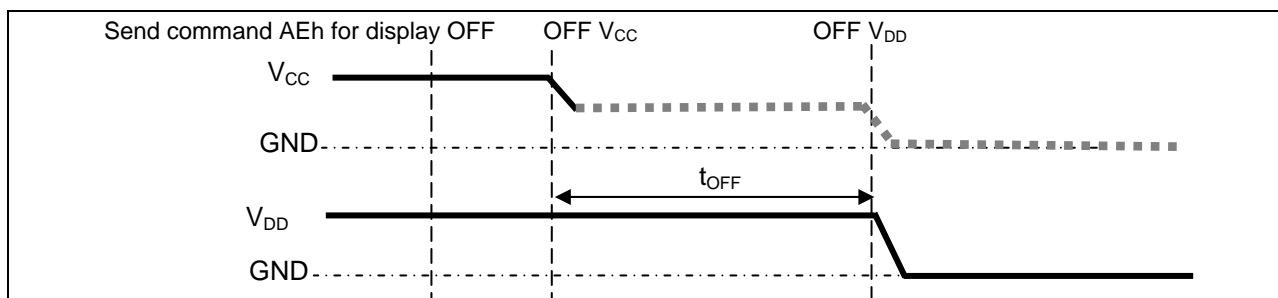 Send command AEh for display OFF OFF VCC OFF VDD
VCC
GND
tOFF
VDD
GND